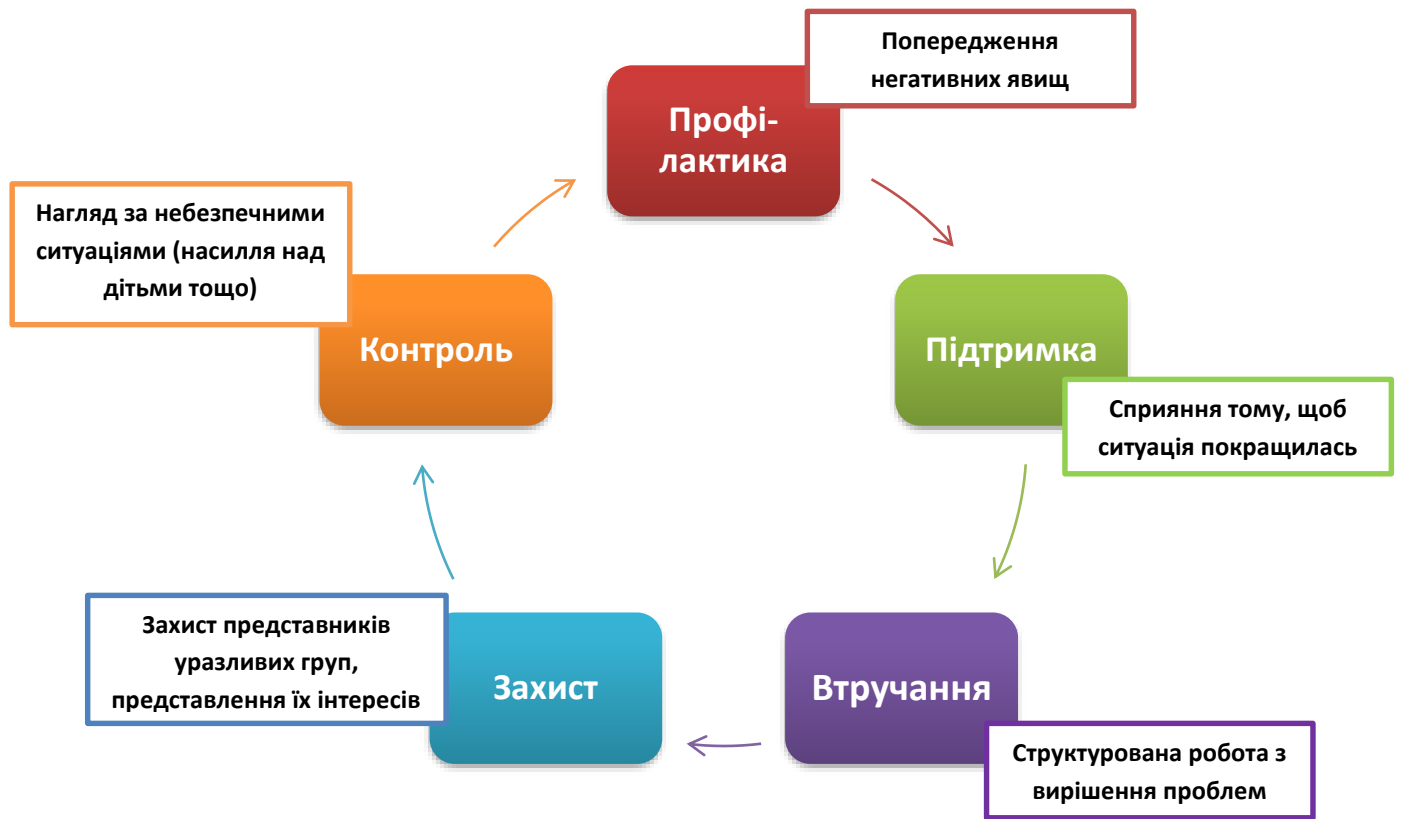 Попередження
негативних явищ
Профі-
лактика
Нагляд за небезпечними
ситуаціями (насилля над
дітьми тощо)
Контроль
Підтримка
Сприяння тому, щоб
ситуація покращилась
Захист представників
уразливих груп,
представлення їх інтересів
Захист
Втручання
Структурована робота з
вирішення проблем